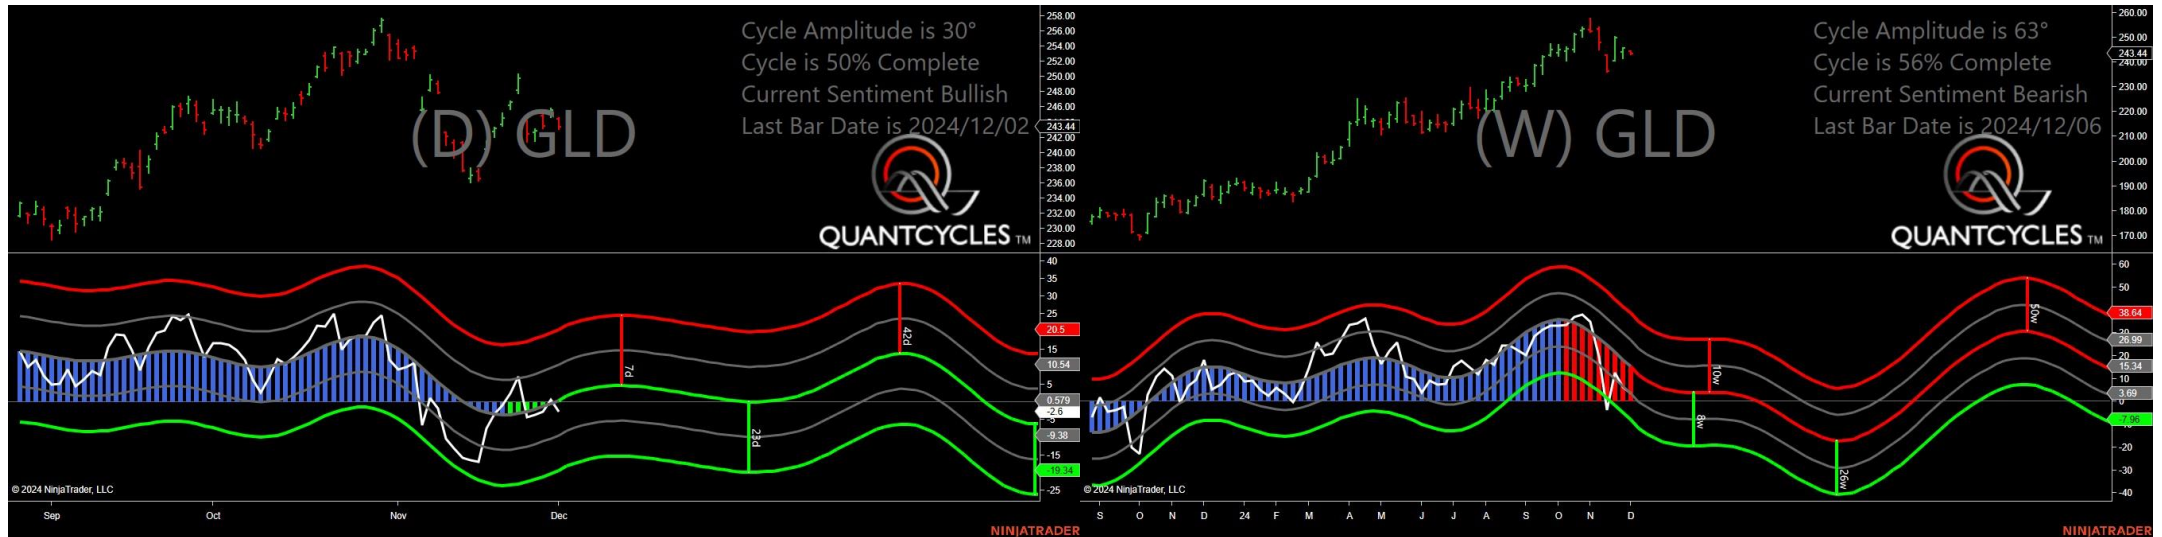 Cycle Amplitude is 30°
Cycle is 50% Complete
Current Sentiment Bullish
Last Bar Date is 2024/12/02
(D) GLD
QUANTCYCLES TM
258.00
256.00
254.00
252.00
250.00
248.00
246.00
243.44
242.00
240.00
238.00
236.00
234.00
232.00
230.00
228.00
40
35
30
25
20.5
15
10.54
5
0.579
-2.6
-5
-9.38
-15
-19.34
-25
7d
23d
42d
© 2024 NinjaTrader, LLC
Sep Oct Nov Dec
NINJATRADER
Cycle Amplitude is 63°
Cycle is 56% Complete
Current Sentiment Bearish
Last Bar Date is 2024/12/06
(W) GLD
QUANTCYCLES TM
260.00
250.00
243.44
240.00
230.00
220.00
210.00
200.00
190.00
180.00
170.00
60
50
38.64
30
26.99
20
15.34
10
3.69
0
-7.96
-20
-30
-40
10w
8w
26w
50w
© 2024 NinjaTrader, LLC
S O N D 24 F M A M J J A S O N D
NINJATRADER